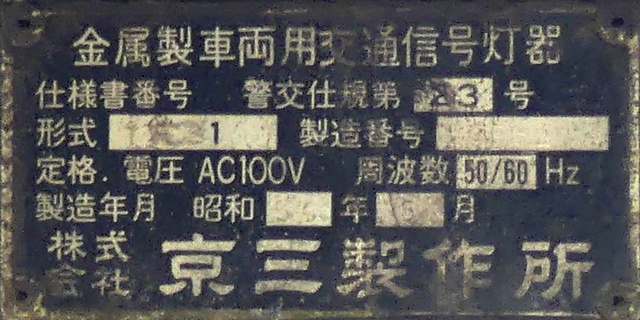 金属製車両用交通信号灯器
仕様書番号 警交仕規第 23 号
形式 1 製造番号
定格. 電圧 AC100V 周波数 50/60 Hz
製造年月 昭和 年 月
株式会社 京三製作所